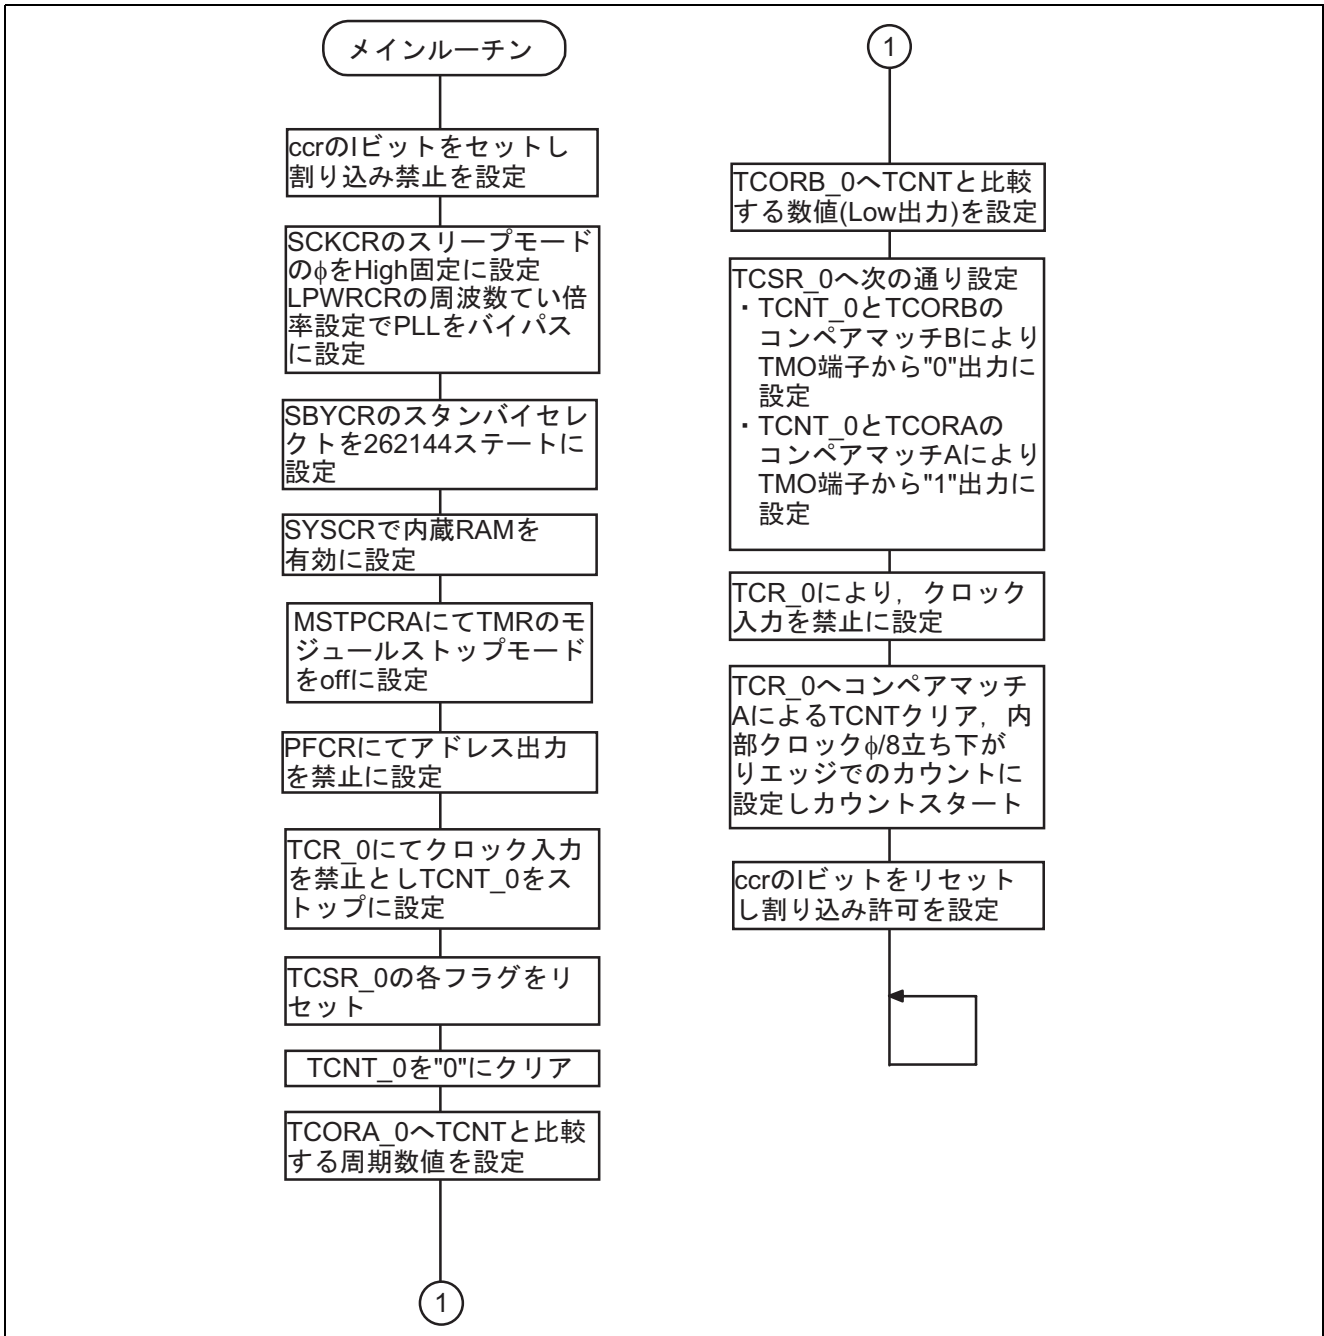 メインルーチン
ccrのIビットをセットし
割り込み禁止を設定
SCKCRのスリープモード
のφをHigh固定に設定
LPWRCRの周波数てい倍
率設定でPLLをバイパス
に設定
SBYCRのスタンバイセレ
クトを262144ステートに
設定
SYSCRで内蔵RAMを
有効に設定
MSTPCRAにてTMRのモ
ジュールストップモード
をoffに設定
PFCRにてアドレス出力
を禁止に設定
TCR_0にてクロック入力
を禁止としTCNT_0をス
トップに設定
TCSR_0の各フラグをリ
セット
TCNT_0を"0"にクリア
TCORA_0へTCNTと比較
する周期数値を設定
1
1
TCORB_0へTCNTと比較
する数値(Low出力)を設定
TCSR_0へ次の通り設定
・TCNT_0とTCORBの
コンペアマッチBにより
TMO端子から"0"出力に
設定
・TCNT_0とTCORAの
コンペアマッチAにより
TMO端子から"1"出力に
設定
TCR_0により，クロック
入力を禁止に設定
TCR_0へコンペアマッチ
AによるTCNTクリア，内
部クロックφ/8立ち下が
りエッジでのカウントに
設定しカウントスタート
ccrのIビットをリセット
し割り込み許可を設定